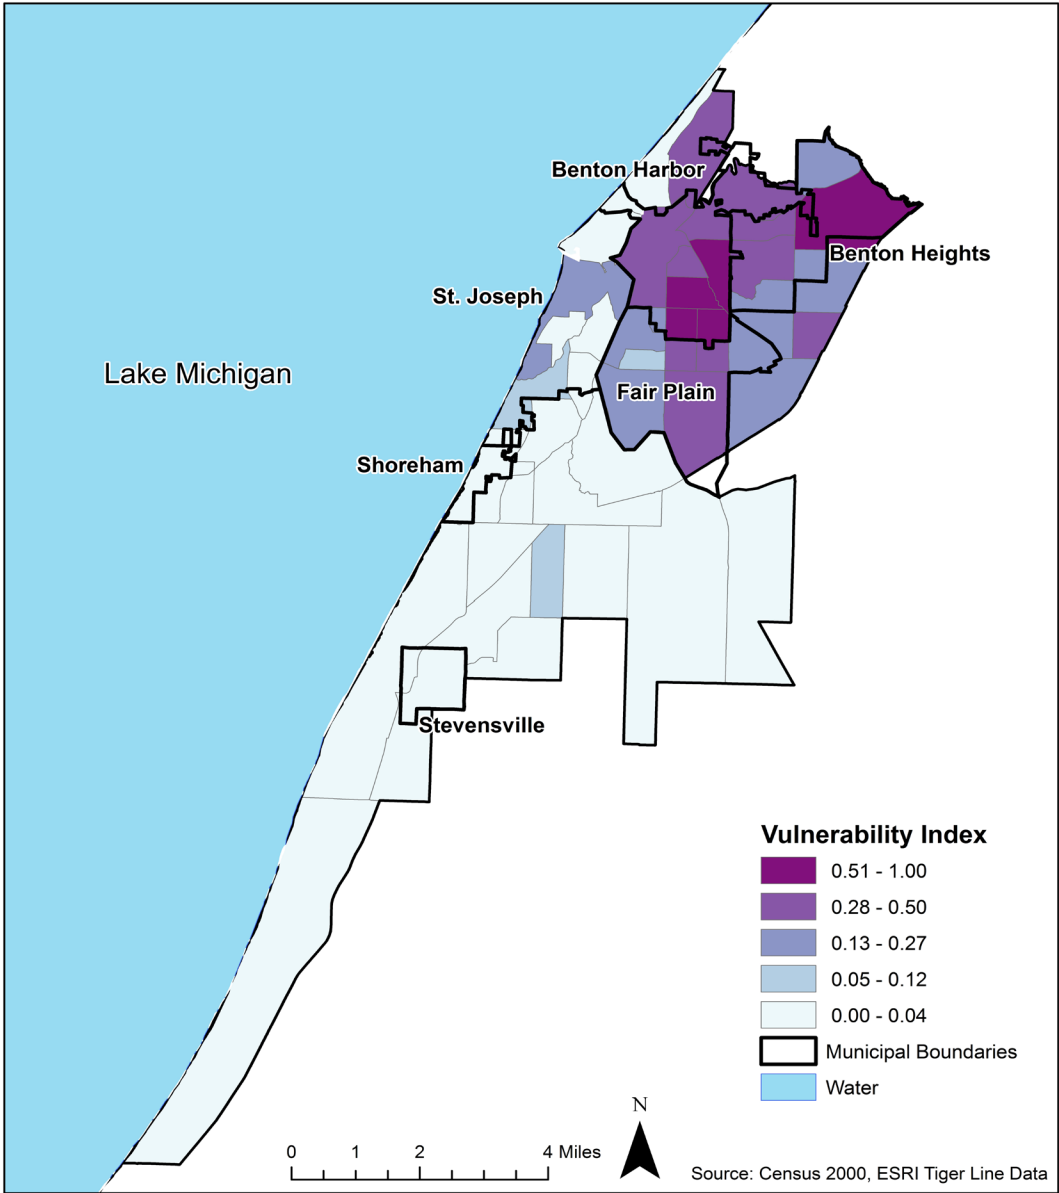 Benton Harbor
Benton Heights
St. Joseph
Lake Michigan
Fair Plain
Shoreham
Stevensville
Vulnerability Index
0.51 - 1.00
0.28 - 0.50
0.13 - 0.27
0.05 - 0.12
0.00 - 0.04
Municipal Boundaries
Water
N
0 1 2 4 Miles
Source: Census 2000, ESRI Tiger Line Data